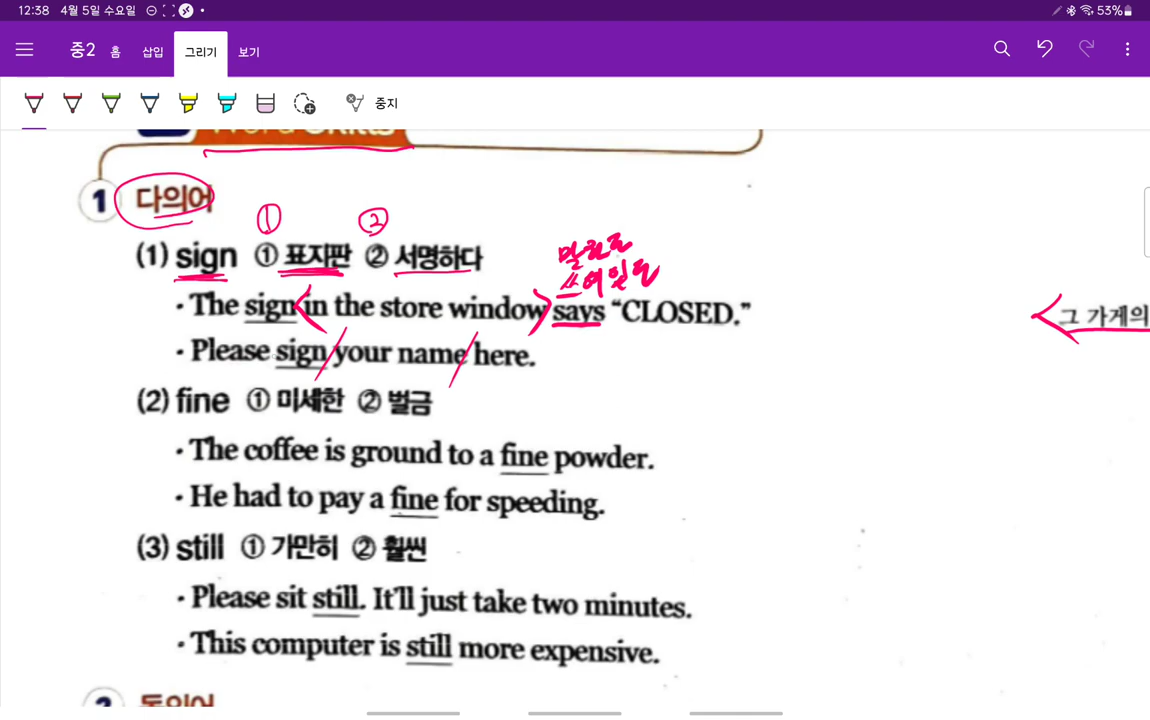 12:38 4월 5일 수요일 53%
중2 홈 삽입 그리기 보기
중지
Word Skills
1 다의어
① ②
(1) sign ① 표지판 ② 서명하다
쓰여있다
· The sign in the store window says “CLOSED.”
그 가게의
· Please sign your name here.
(2) fine ① 미세한 ② 벌금
· The coffee is ground to a fine powder.
· He had to pay a fine for speeding.
(3) still ① 가만히 ② 훨씬
· Please sit still. It’ll just take two minutes.
· This computer is still more expensive.
2 동의어